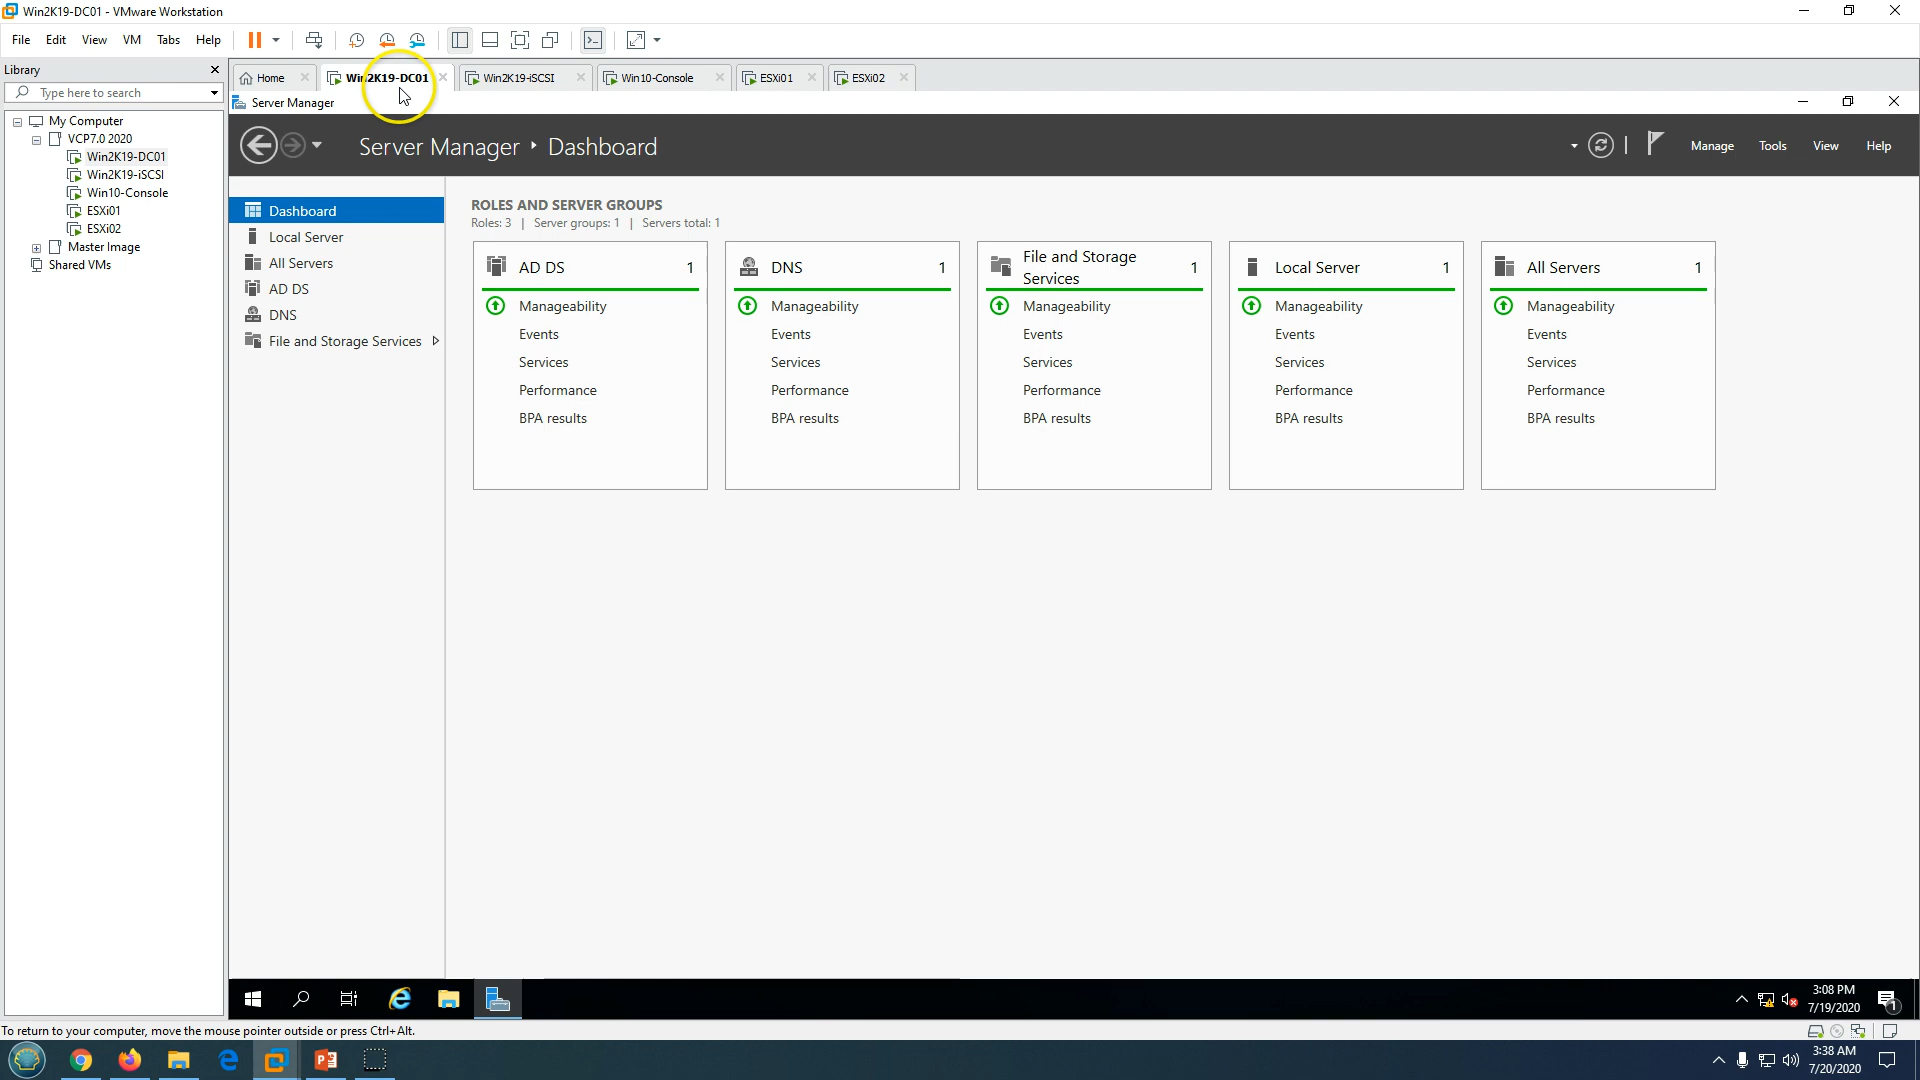 Win2K19-DC01 - VMware Workstation
File Edit View VM Tabs Help
Library
Type here to search
My Computer
VCP7.0 2020
Win2K19-DC01
Win2K19-iSCSI
Win10-Console
ESXi01
ESXi02
Master Image
Shared VMs
Home Win2K19-DC01 Win2K19-iSCSI Win10-Console ESXi01 ESXi02
Server Manager
Server Manager Dashboard
Manage Tools View Help
Dashboard
Local Server
All Servers
AD DS
DNS
File and Storage Services
ROLES AND SERVER GROUPS
Roles: 3 | Server groups: 1 | Servers total: 1
AD DS 1
Manageability
Events
Services
Performance
BPA results
DNS 1
Manageability
Events
Services
Performance
BPA results
File and Storage
Services 1
Manageability
Events
Services
Performance
BPA results
Local Server 1
Manageability
Events
Services
Performance
BPA results
All Servers 1
Manageability
Events
Services
Performance
BPA results
3:08 PM
7/19/2020
1
To return to your computer, move the mouse pointer outside or press Ctrl+Alt.
3:38 AM
7/20/2020